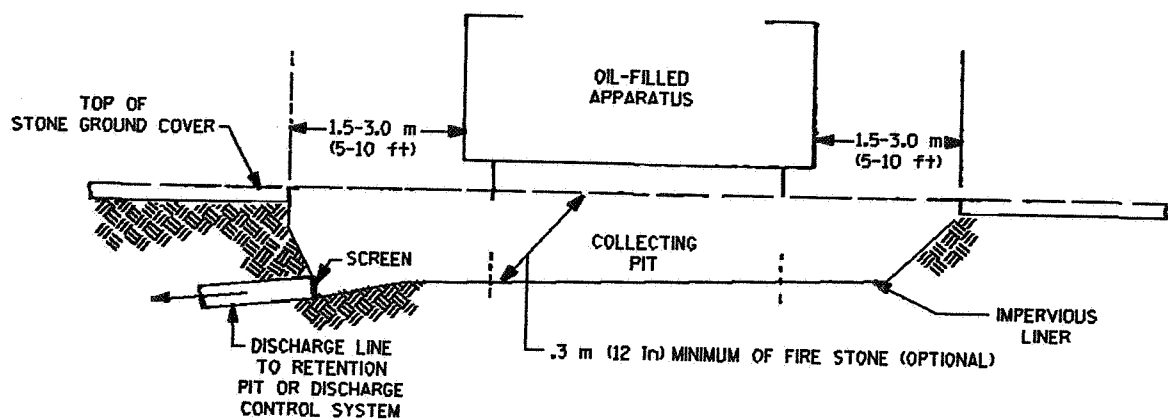 OIL-FILLED
APPARATUS
TOP OF
STONE GROUND COVER
1.5-3.0 m
(5-10 ft)
1.5-3.0 m
(5-10 ft)
COLLECTING
PIT
SCREEN
IMPERVIOUS
LINER
.3 m (12 In) MINIMUM OF FIRE STONE (OPTIONAL)
DISCHARGE LINE
TO RETENTION
PIT OR DISCHARGE
CONTROL SYSTEM